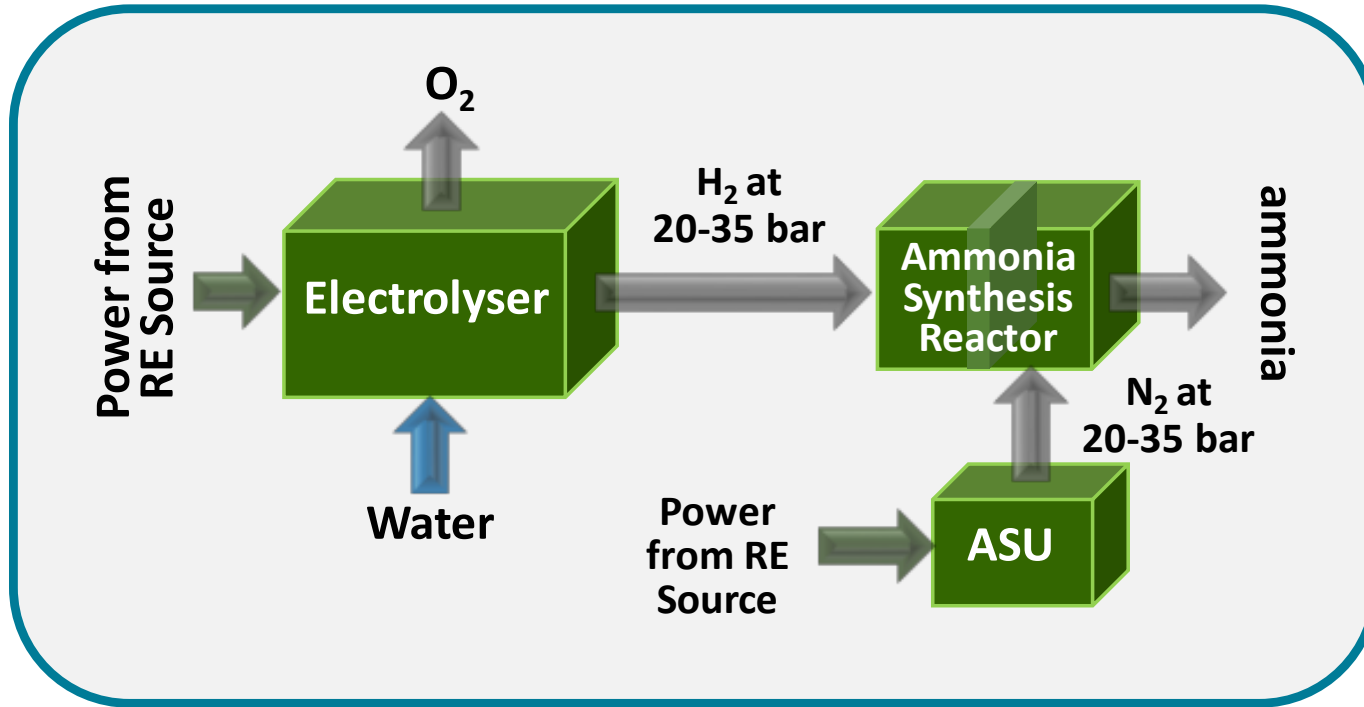 O₂
Power from
RE Source
Electrolyser
Water
H₂ at
20-35 bar
Ammonia
Synthesis
Reactor
ammonia
N₂ at
20-35 bar
Power
from RE
Source
ASU